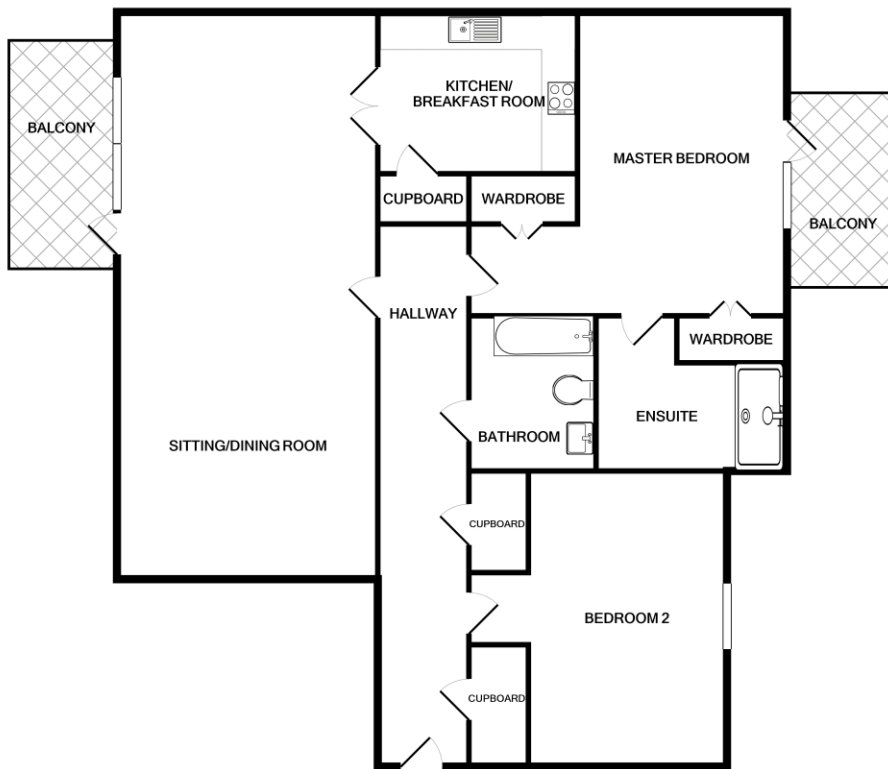 KITCHEN/
BREAKFAST ROOM
BALCONY
MASTER BEDROOM
CUPBOARD
WARDROBE
BALCONY
HALLWAY
WARDROBE
ENSUITE
BATHROOM
SITTING/DINING ROOM
CUPBOARD
BEDROOM 2
CUPBOARD